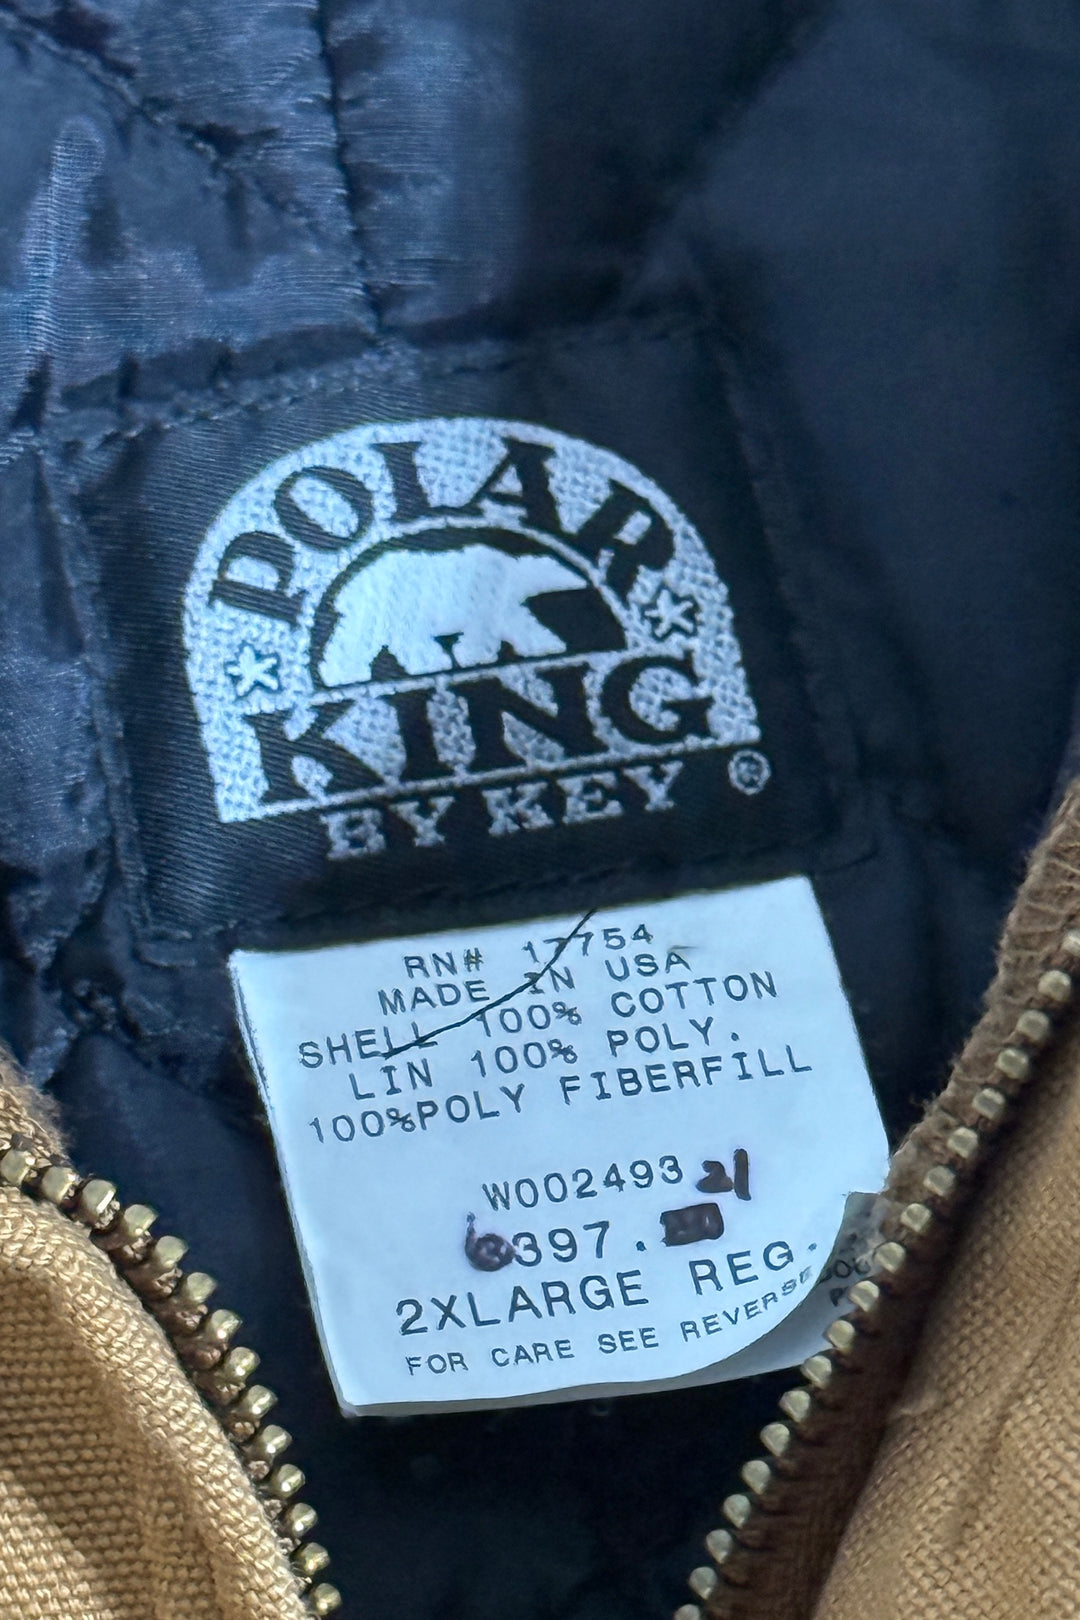 POLAR
KING
BY KEY ®
RN# 17754
MADE IN USA
SHELL 100% COTTON
LIN 100% POLY.
100%POLY FIBERFILL
W002493 21
397.
2XLARGE REG.
FOR CARE SEE REVERSE